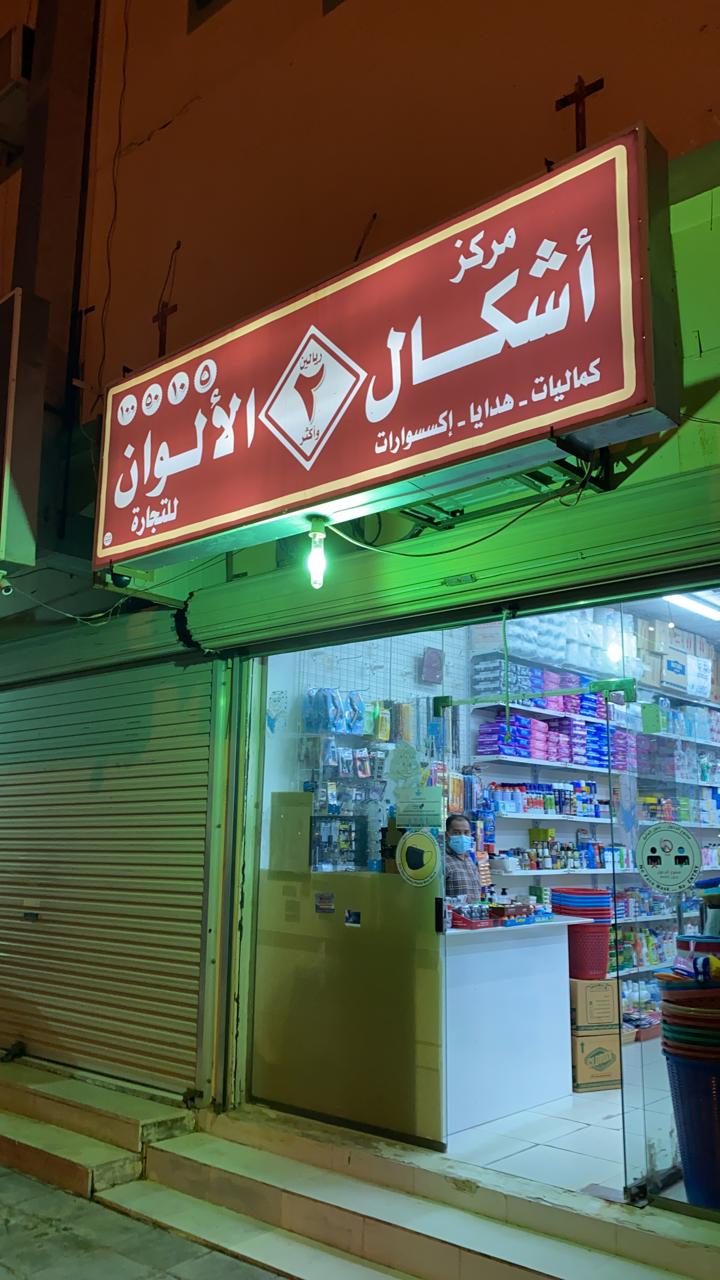 مركز
أشكال
ريالين
٢
وأكثر
الألوان
٥ ١٠ ٥٠ ١٠٠
كماليات - هدايا - إكسسوارات
للتجارة